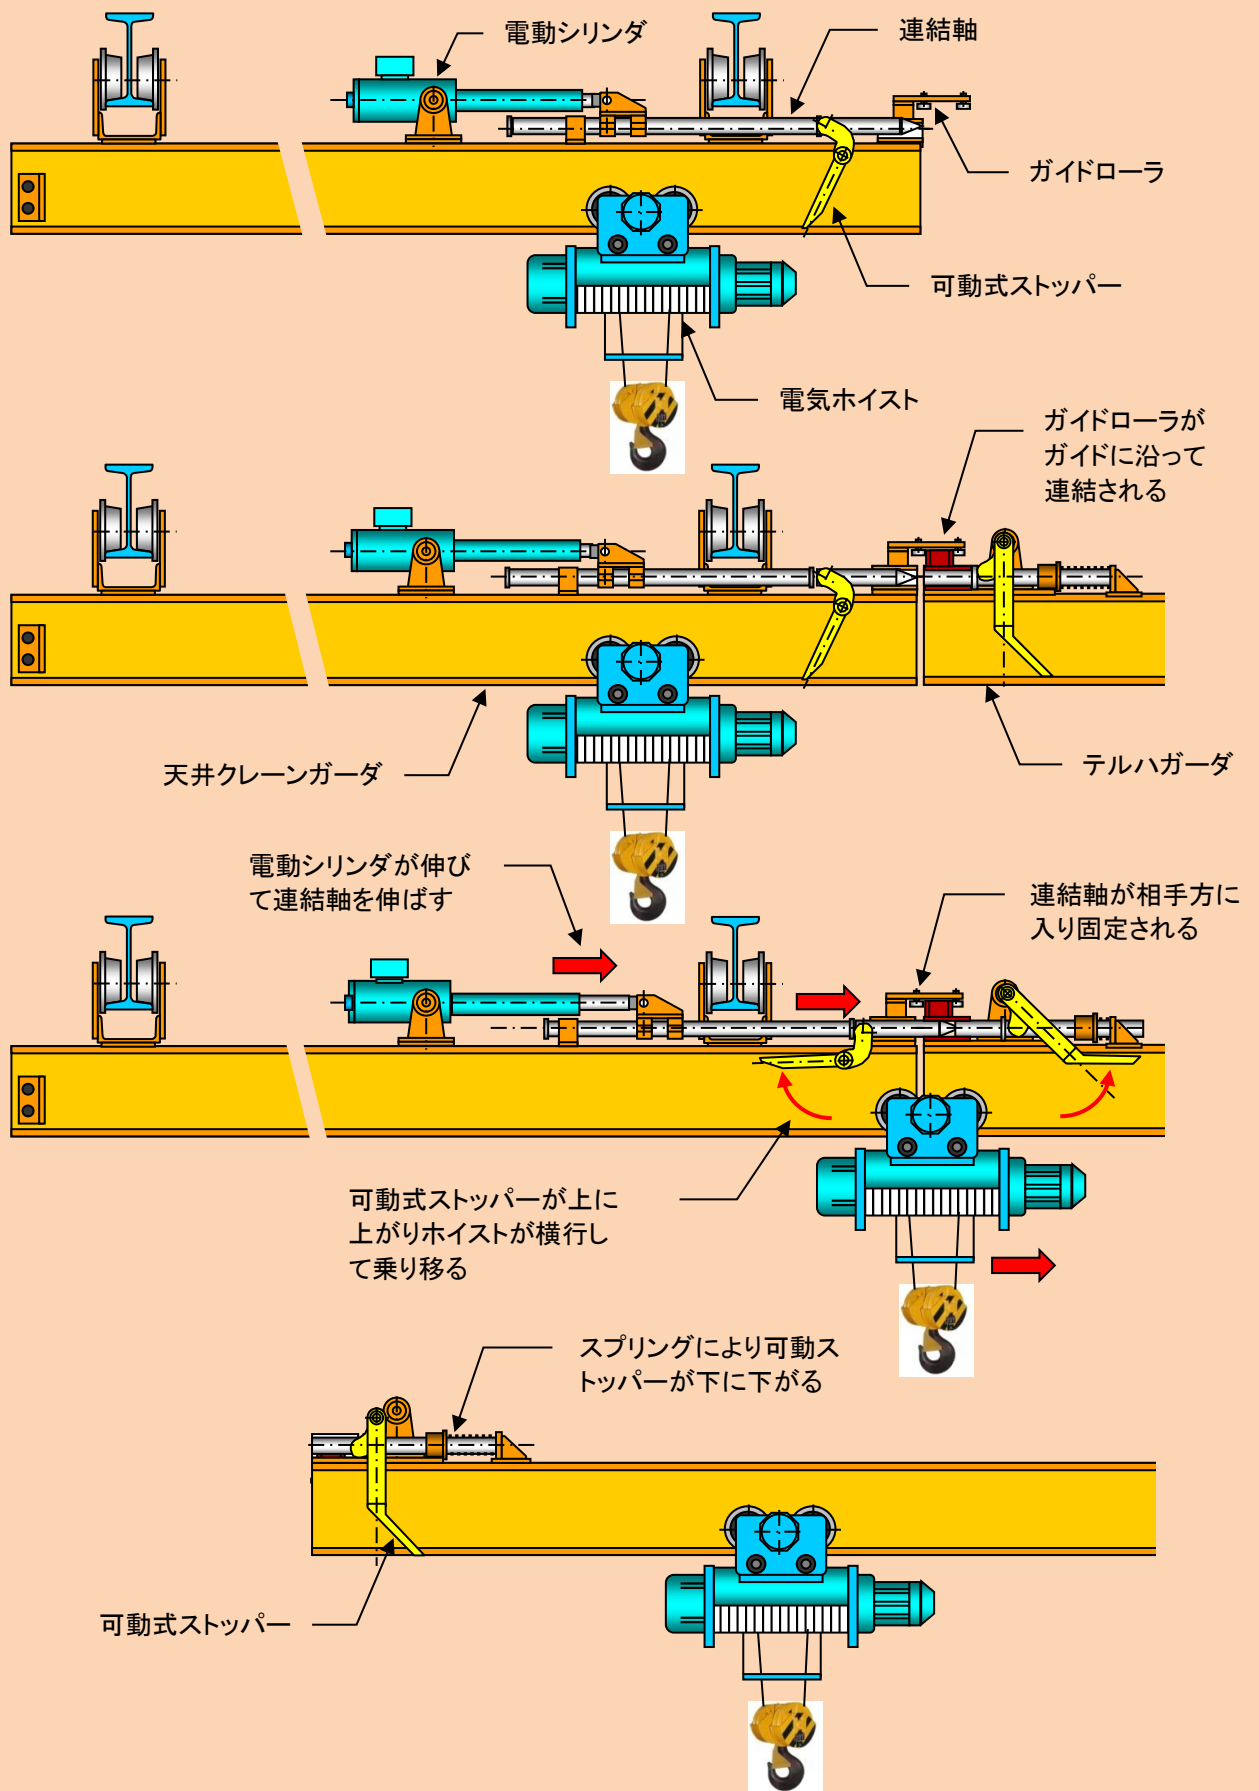 電動シリンダ
連結軸
ガイドローラ
可動式ストッパー
電気ホイスト
ガイドローラが
ガイドに沿って
連結される
天井クレーンガーダ
テルハガーダ
電動シリンダが伸び
て連結軸を伸ばす
連結軸が相手方に
入り固定される
可動式ストッパーが上に
上がりホイストが横行し
て乗り移る
スプリングにより可動ス
トッパーが下に下がる
可動式ストッパー